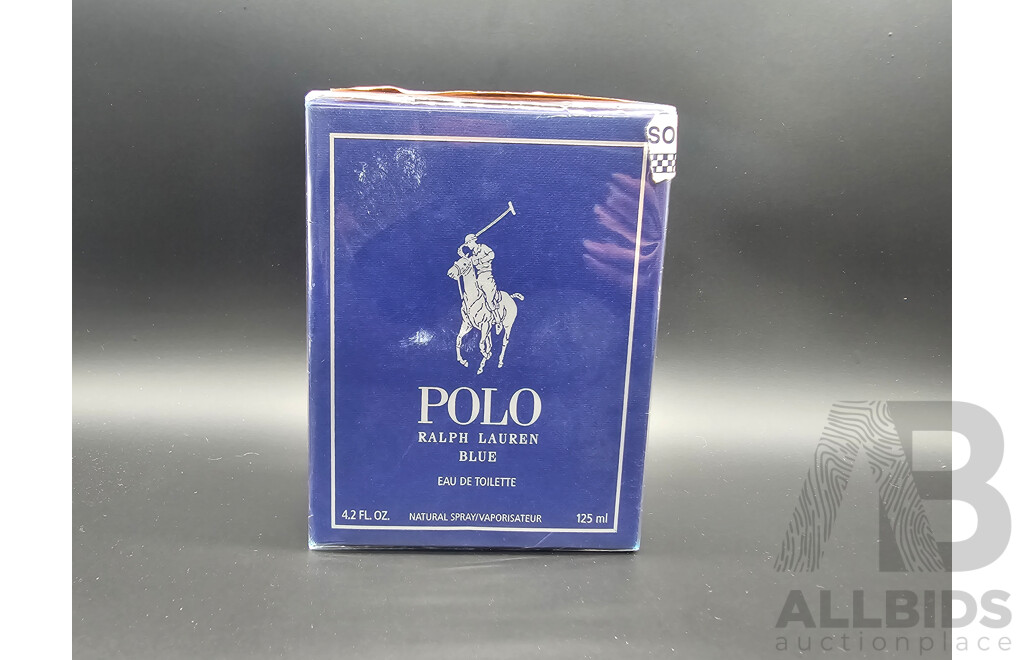 SO
POLO
RALPH LAUREN
BLUE
EAU DE TOILETTE
4.2 FL. OZ. NATURAL SPRAY/VAPORISATEUR 125 ml
AB
ALLBIDS
auctionplace